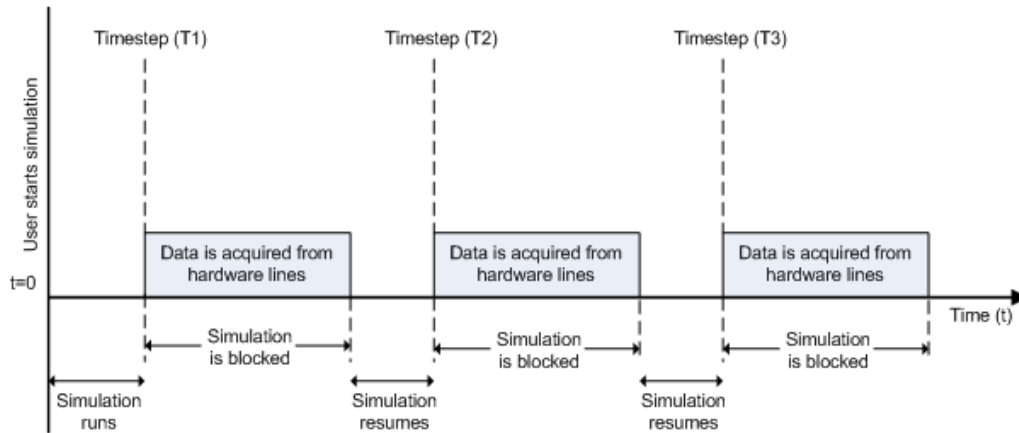 Timestep (T1)
Timestep (T2)
Timestep (T3)
User starts simulation
t=0
Data is acquired from
hardware lines
Data is acquired from
hardware lines
Data is acquired from
hardware lines
Time (t)
Simulation
is blocked
Simulation
is blocked
Simulation
is blocked
Simulation
runs
Simulation
resumes
Simulation
resumes